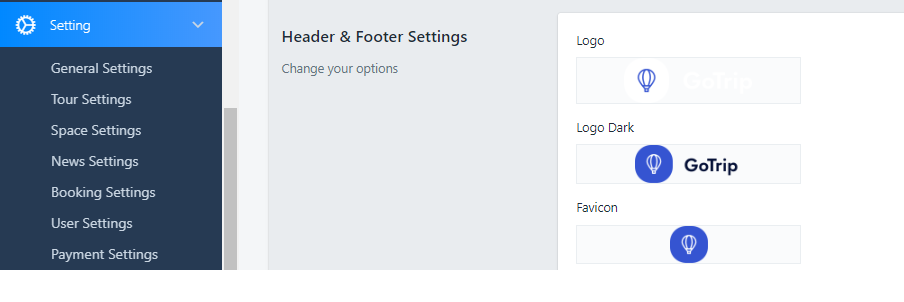 Setting
General Settings
Tour Settings
Space Settings
News Settings
Booking Settings
User Settings
Payment Settings
Header & Footer Settings
Change your options
Logo
GoTrip
Logo Dark
GoTrip
Favicon